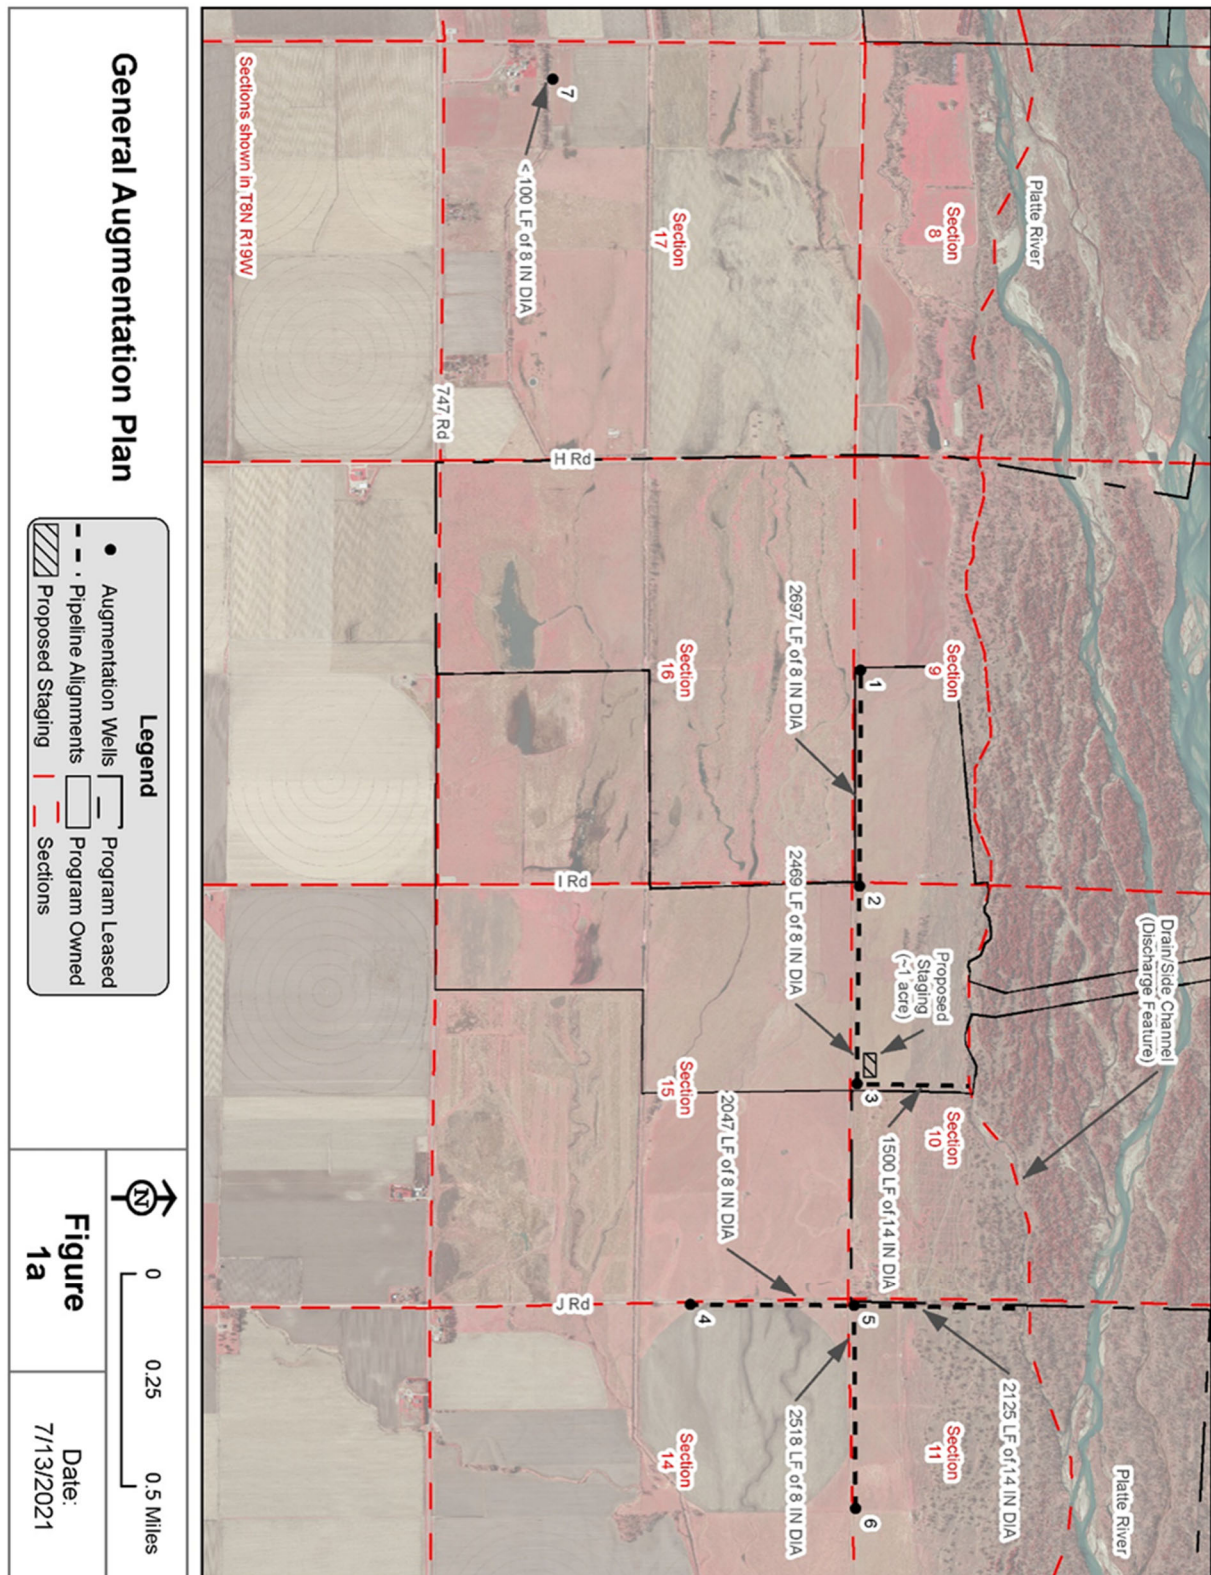 Platte River
Section
8
Section
17
7
< 100 LF of 8 IN DIA
Sections shown in T8N R19W
747 Rd
H Rd
Section
9
Section
16
1
2697 LF of 8 IN DIA
2469 LF of 8 IN DIA
I Rd
2
Drain/Side Channel
(Discharge Feature)
Proposed
Staging
(~1 acre)
3
Section
10
Section
15
1500 LF of 14 IN DIA
2047 LF of 8 IN DIA
J Rd
4
5
2125 LF of 14 IN DIA
2518 LF of 8 IN DIA
Section
11
Section
14
6
Platte River
General Augmentation Plan
Legend
Augmentation Wells
Pipeline Alignments
Proposed Staging
Program Leased
Program Owned
Sections
N
0 0.25 0.5 Miles
Figure
1a
Date:
7/13/2021